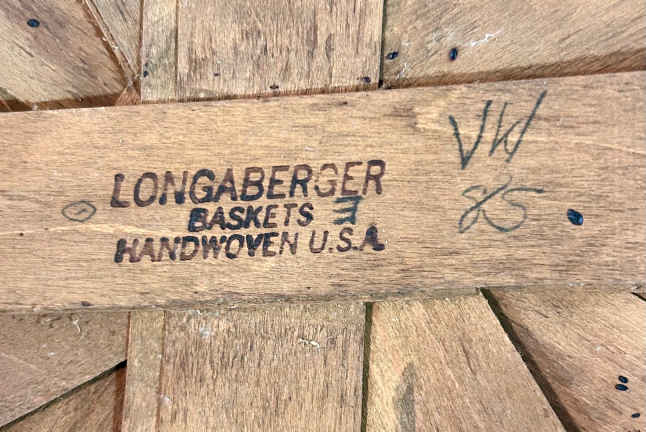 LONGABERGER
BASKETS
HANDWOVEN U.S.A.
VW
85